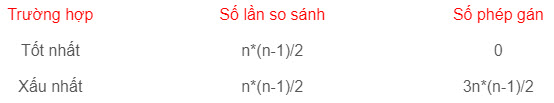 Trường hợp Số lần so sánh Số phép gán
Tốt nhất n*(n-1)/2 0
Xấu nhất n*(n-1)/2 3n*(n-1)/2